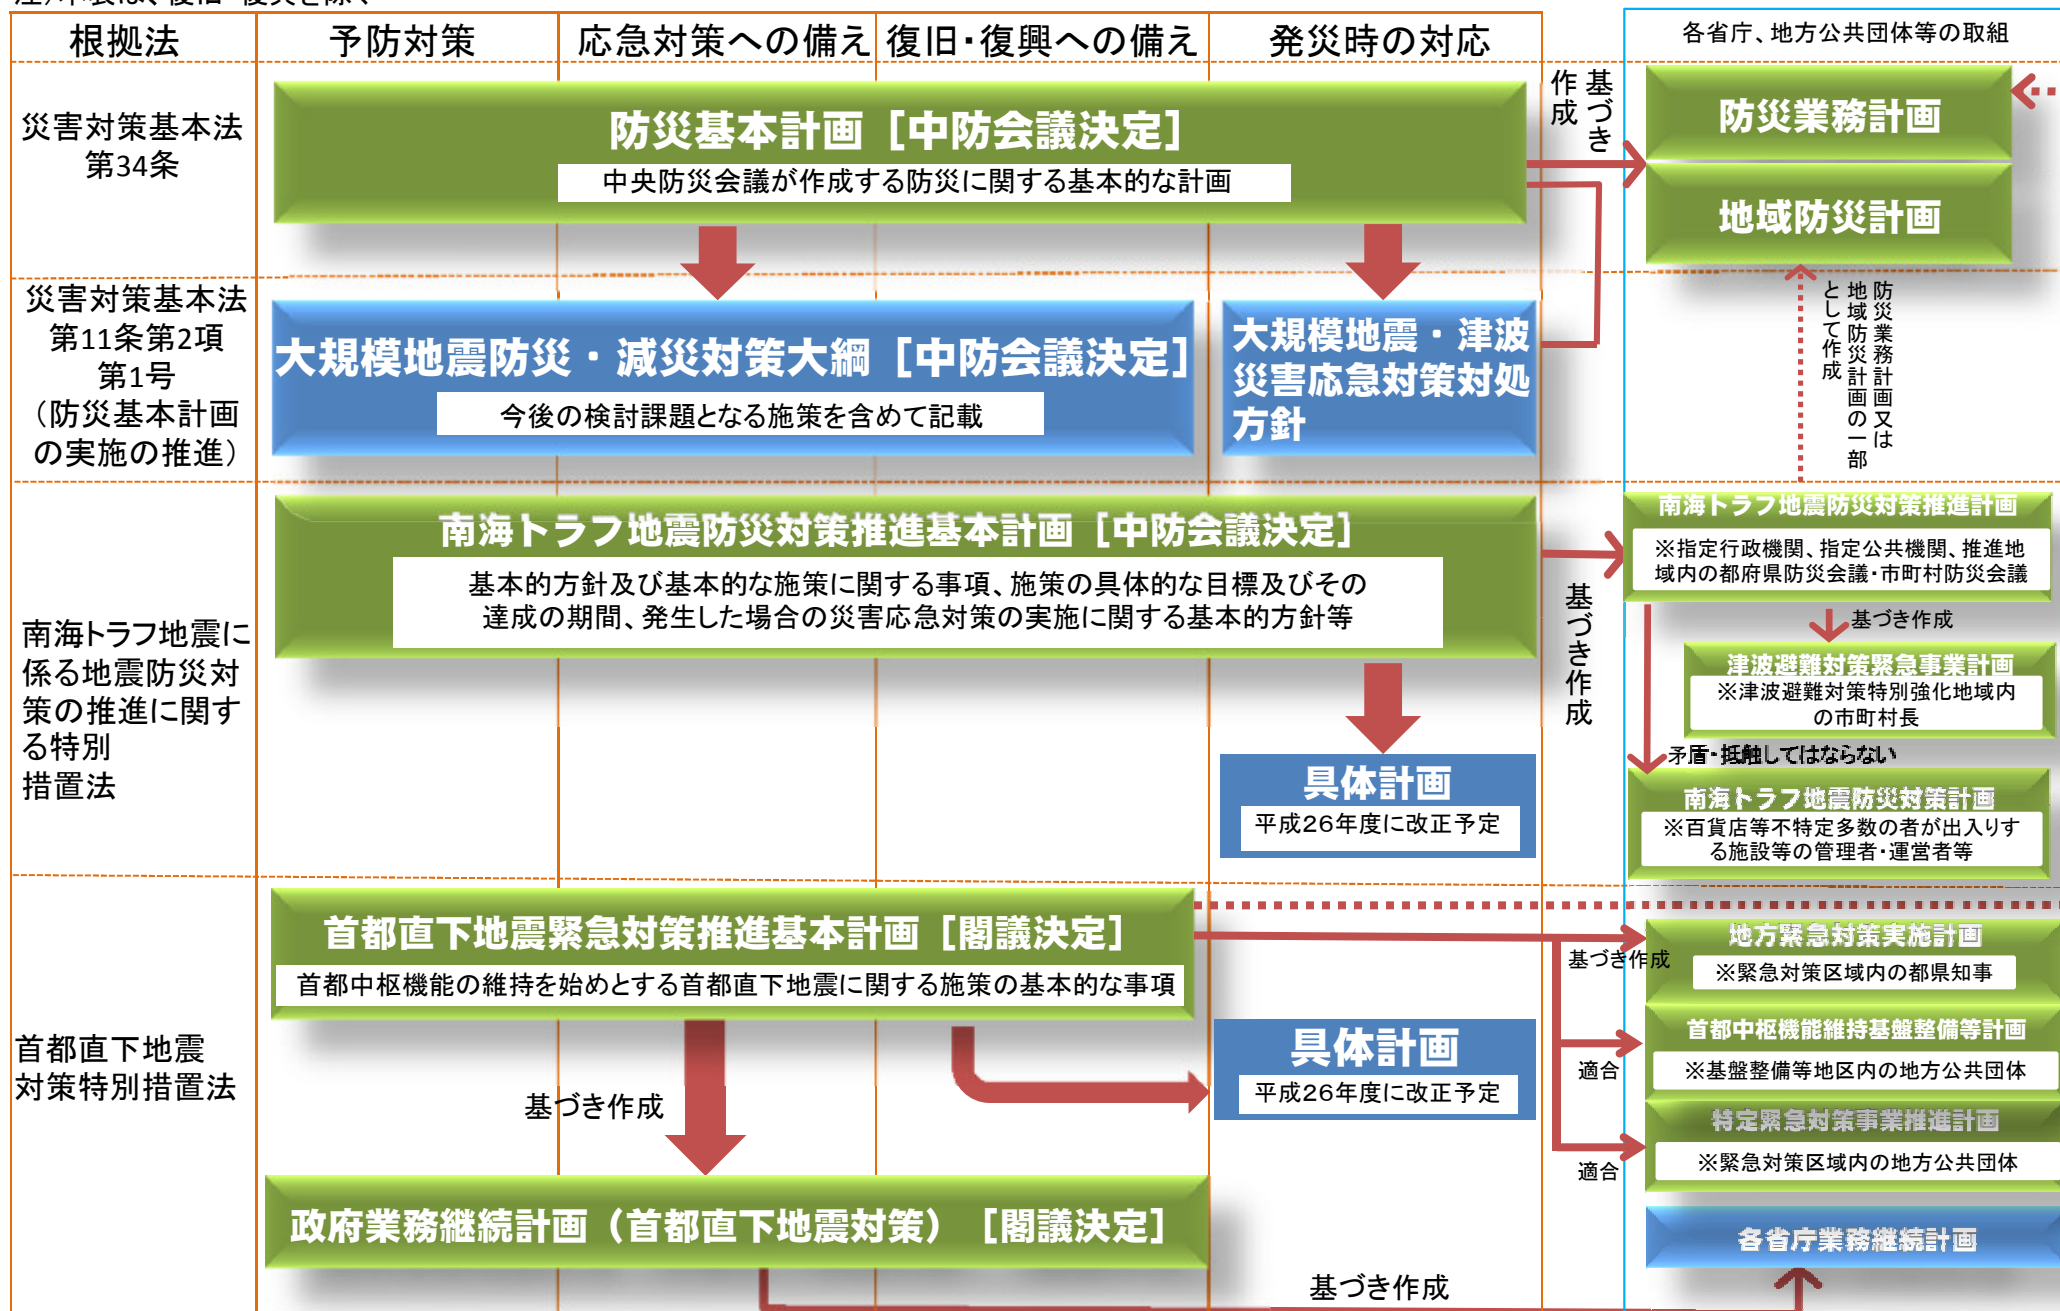 根拠法
予防対策
応急対策への備え
復旧・復興への備え
発災時の対応
各省庁、地方公共団体等の取組
災害対策基本法
第34条
防災基本計画［中防会議決定］
中央防災会議が作成する防災に関する基本的な計画
基づき
作成
防災業務計画
地域防災計画
災害対策基本法
第11条第2項
第1号
（防災基本計画
の実施の推進）
大規模地震防災・減災対策大綱［中防会議決定］
今後の検討課題となる施策を含めて記載
大規模地震・津波
災害応急対策対処
方針
防災業務計画又は
地域防災計画の一部
として作成
南海トラフ地震に
係る地震防災対
策の推進に関す
る特別
措置法
南海トラフ地震防災対策推進基本計画［中防会議決定］
基本的方針及び基本的な施策に関する事項、施策の具体的な目標及びその
達成の期間、発生した場合の災害応急対策の実施に関する基本的方針等
基づき作成
具体計画
平成26年度に改正予定
南海トラフ地震防災対策推進計画
※指定行政機関、指定公共機関、推進地
域内の都府県防災会議・市町村防災会議
基づき作成
津波避難対策緊急事業計画
※津波避難対策特別強化地域内
の市町村長
矛盾・抵触してはならない
南海トラフ地震防災対策計画
※百貨店等不特定多数の者が出入りす
る施設等の管理者・運営者等
首都直下地震
対策特別措置法
首都直下地震緊急対策推進基本計画［閣議決定］
首都中枢機能の維持を始めとする首都直下地震に関する施策の基本的な事項
基づき作成
具体計画
平成26年度に改正予定
基づき作成
地方緊急対策実施計画
※緊急対策区域内の都県知事
適合
首都中枢機能維持基盤整備等計画
※基盤整備等地区内の地方公共団体
適合
特定緊急対策事業推進計画
※緊急対策区域内の地方公共団体
政府業務継続計画（首都直下地震対策）［閣議決定］
基づき作成
各省庁業務継続計画